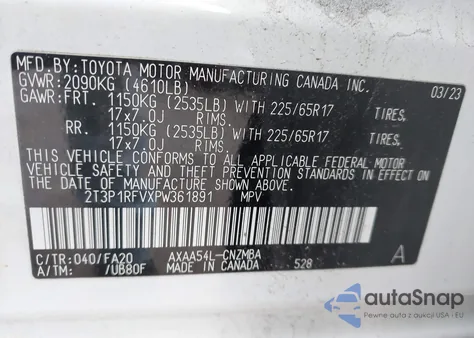 MFD.BY:TOYOTA MOTOR MANUFACTURING CANADA INC.
GVWR:2090KG (4610LB) 03/23
GAWR:FRT. 1150KG (2535LB) WITH 225/65R17 TIRES,
17x7.0J RIMS.
RR. 1150KG (2535LB) WITH 225/65R17 TIRES,
17x7.0J RIMS.
THIS VEHICLE CONFORMS TO ALL APPLICABLE FEDERAL MOTOR
VEHICLE SAFETY AND THEFT PREVENTION STANDARDS IN EFFECT
ON THE DATE OF MANUFACTURE SHOWN ABOVE.
2T3P1RFVXPW361891 MPV
C/TR:040/FA20 AXAA54L-CNZMBA A
A/TM: /UB80F MADE IN CANADA 528
autoSnap
Pewne auta z aukcji USA i EU